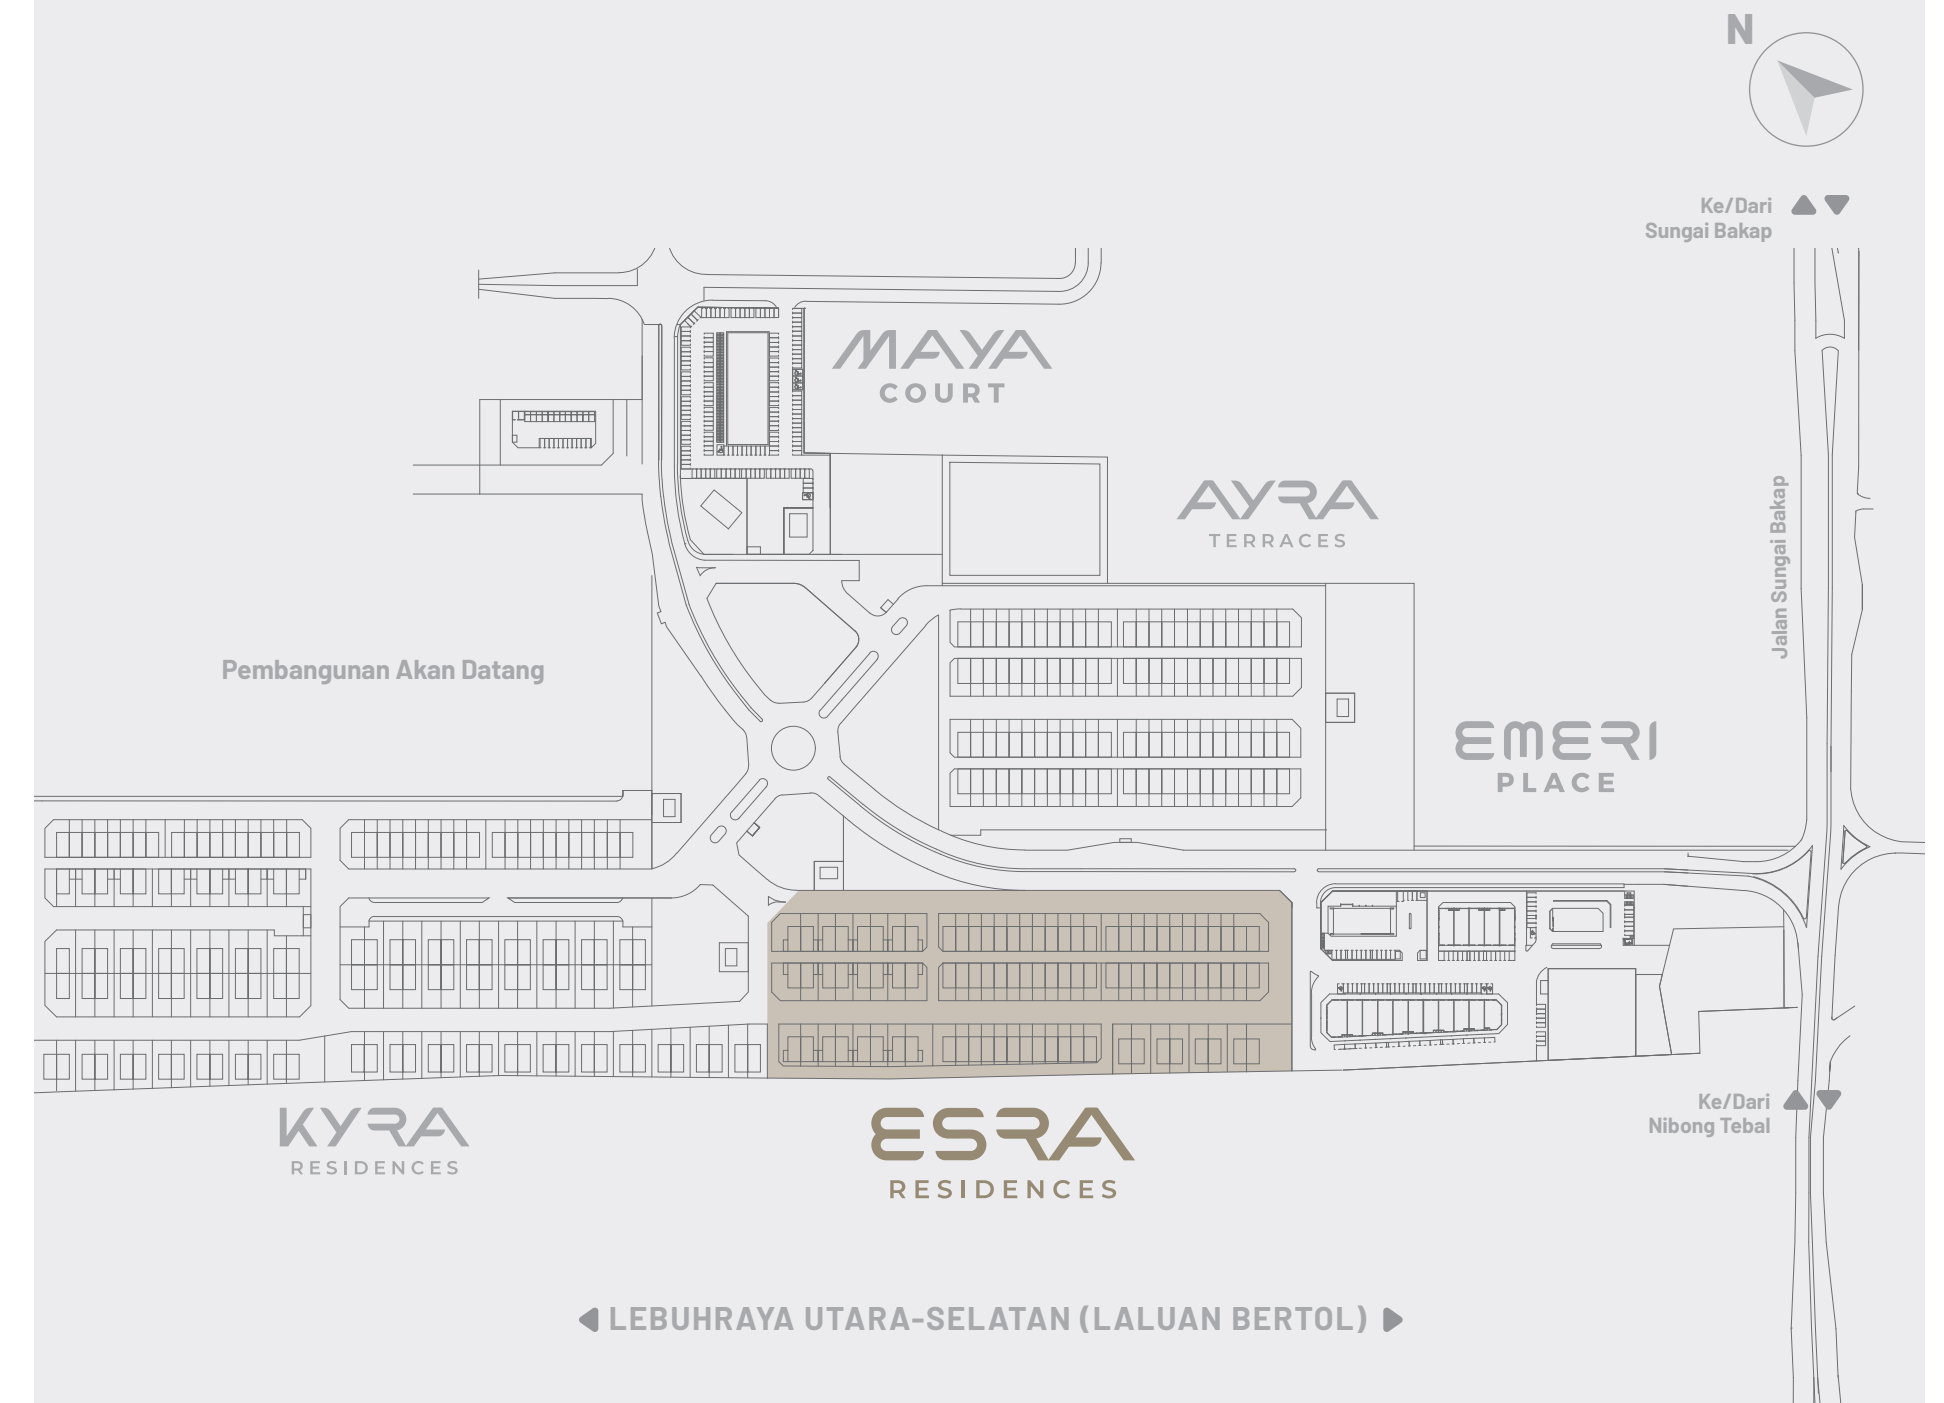 N
Ke/Dari
Sungai Bakap
MAYA
COURT
AYRA
TERRACES
Jalan Sungai Bakap
Pembangunan Akan Datang
EMERI
PLACE
Ke/Dari
Nibong Tebal
KYRA
RESIDENCES
ESRA
RESIDENCES
LEBUHRAYA UTARA-SELATAN (LALUAN BERTOL)